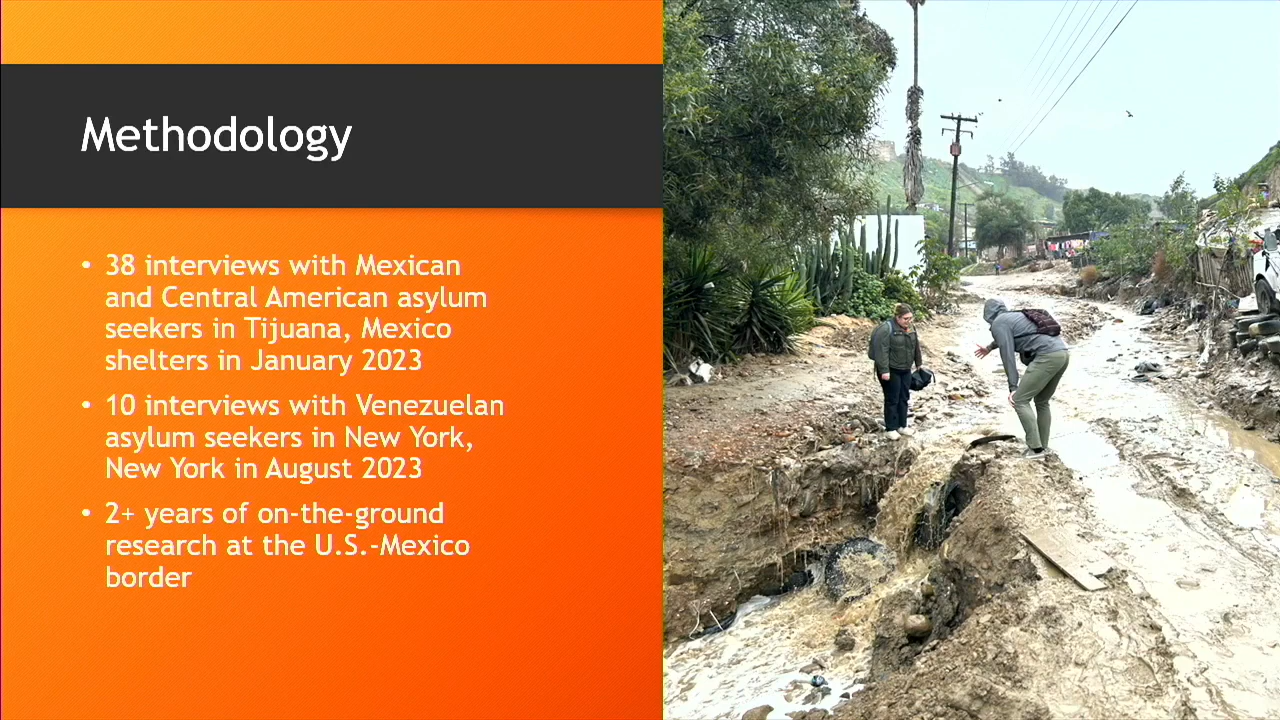 Methodology
• 38 interviews with Mexican
and Central American asylum
seekers in Tijuana, Mexico
shelters in January 2023
• 10 interviews with Venezuelan
asylum seekers in New York,
New York in August 2023
• 2+ years of on-the-ground
research at the U.S.-Mexico
border